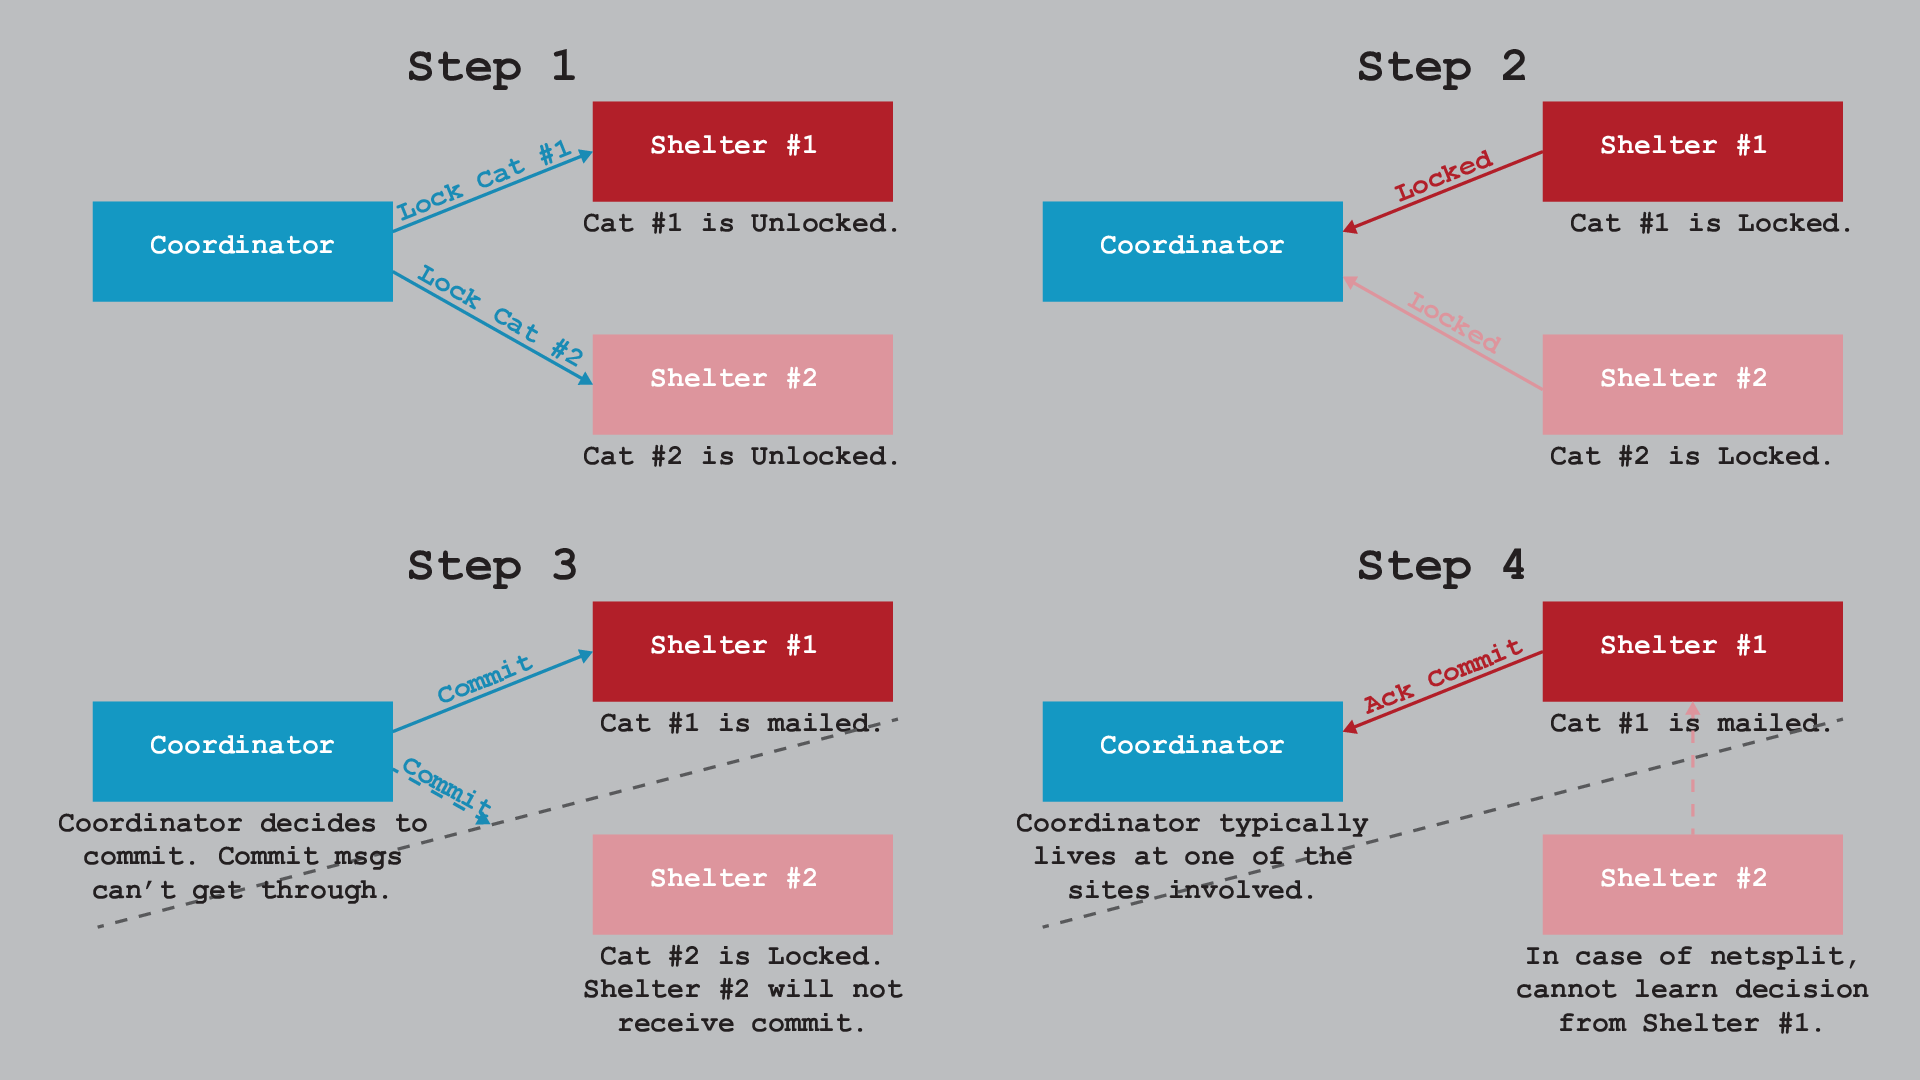 Step 1
Lock Cat #1
Shelter #1
Cat #1 is Unlocked.
Coordinator
Lock Cat #2
Shelter #2
Cat #2 is Unlocked.
Step 2
Locked
Shelter #1
Cat #1 is Locked.
Coordinator
Locked
Shelter #2
Cat #2 is Locked.
Step 3
Commit
Shelter #1
Cat #1 is mailed.
Coordinator
Commit
Coordinator decides to
commit. Commit msgs
can’t get through.
Shelter #2
Cat #2 is Locked.
Shelter #2 will not
receive commit.
Step 4
Ack Commit
Shelter #1
Cat #1 is mailed.
Coordinator
Coordinator typically
lives at one of the
sites involved.
Shelter #2
In case of netsplit,
cannot learn decision
from Shelter #1.